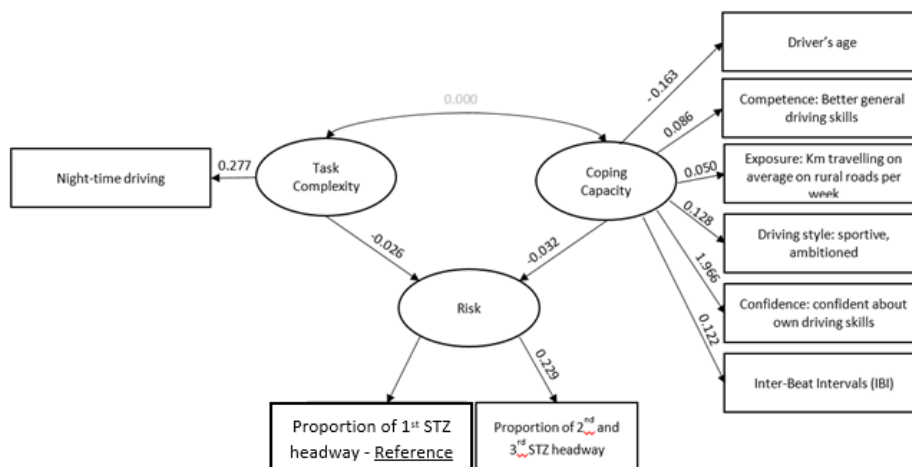 Driver's age
- 0.163
0.000
Competence: Better general
driving skills
0.086
Task
Complexity
Coping
Capacity
0.277
Night-time driving
0.050
Exposure: Km travelling on
average on rural roads per
week
0.128
Driving style: sportive,
ambitioned
-0.026
-0.032
1.966
Risk
Confidence: confident about
own driving skills
0.122
0.229
Inter-Beat Intervals (IBI)
Proportion of 1st STZ
headway - Reference
Proportion of 2nd and
3rd STZ headway